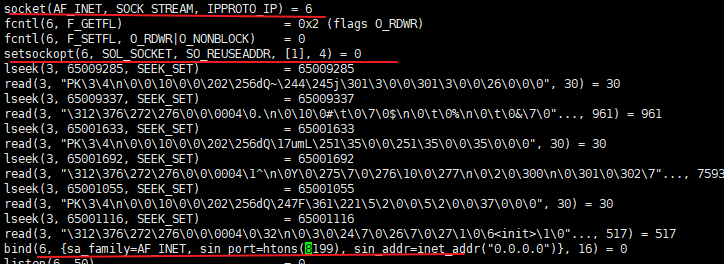 socket(AF_INET, SOCK_STREAM, IPPROTO_IP) = 6
fcntl(6, F_GETFL) = 0x2 (flags O_RDWR)
fcntl(6, F_SETFL, O_RDWR|O_NONBLOCK) = 0
setsockopt(6, SOL_SOCKET, SO_REUSEADDR, [1], 4) = 0
lseek(3, 65009285, SEEK_SET) = 65009285
read(3, "PK\3\4\n\0\0\10\0\0\202\256dQ~\244\245j\301\3\0\0\301\3\0\0\26\0\0\0", 30) = 30
lseek(3, 65009337, SEEK_SET) = 65009337
read(3, "\312\376\272\276\0\0\0004\0.\n\0\10\0#\t\0\7\0$\n\0\t\0%\n\0\t\0&\7\0"..., 961) = 961
lseek(3, 65001633, SEEK_SET) = 65001633
read(3, "PK\3\4\n\0\0\10\0\0\202\256dQ\17umL\251\35\0\0\251\35\0\0\35\0\0\0", 30) = 30
lseek(3, 65001692, SEEK_SET) = 65001692
read(3, "\312\376\272\276\0\0\0004\1^\n\0Y\0\275\7\0\276\10\0\277\n\0\2\0\300\n\0\301\0\302\7"..., 7593
lseek(3, 65001055, SEEK_SET) = 65001055
read(3, "PK\3\4\n\0\0\10\0\0\202\256dQ\247F\361\221\5\2\0\0\5\2\0\0\37\0\0\0", 30) = 30
lseek(3, 65001116, SEEK_SET) = 65001116
read(3, "\312\376\272\276\0\0\0004\0\32\n\0\3\0\24\7\0\26\7\0\27\1\0\6<init>\1\0"..., 517) = 517
bind(6, {sa_family=AF_INET, sin_port=htons(8199), sin_addr=inet_addr("0.0.0.0")}, 16) = 0
listen(6, 50) = 0